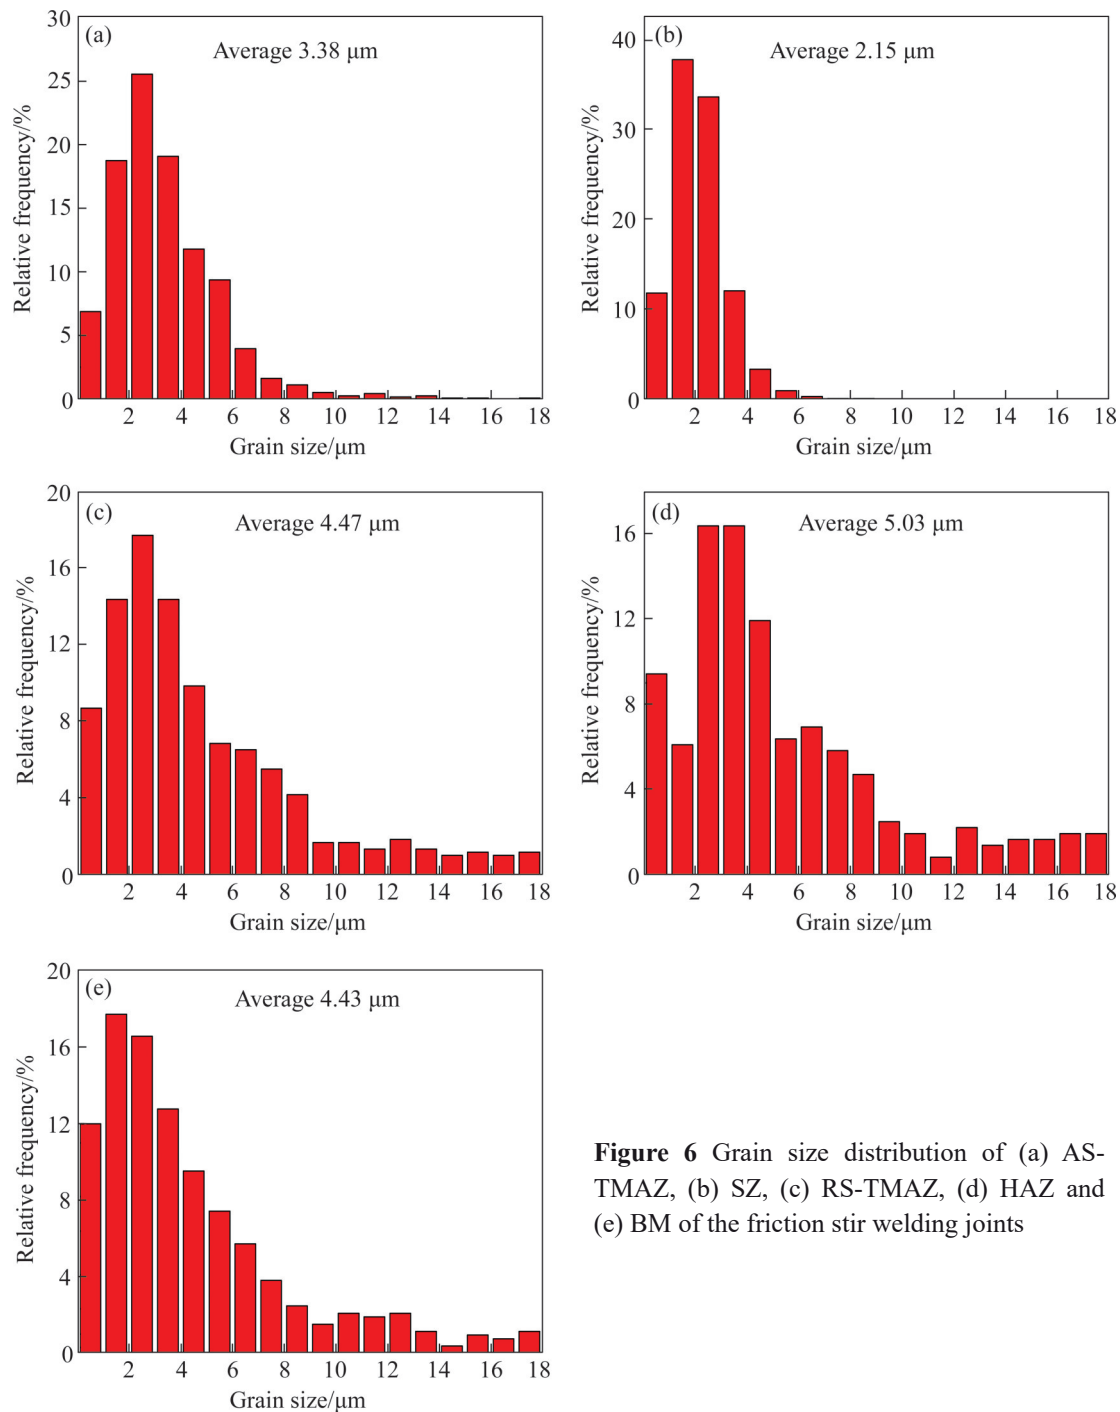 (a)
Average 3.38 μm
30
25
20
15
10
5
0
Relative frequency/%
2 4 6 8 10 12 14 16 18
Grain size/μm
(b)
Average 2.15 μm
40
30
20
10
0
Relative frequency/%
2 4 6 8 10 12 14 16 18
Grain size/μm
(c)
Average 4.47 μm
20
16
12
8
4
0
Relative frequency/%
2 4 6 8 10 12 14 16 18
Grain size/μm
(d)
Average 5.03 μm
16
12
8
4
0
Relative frequency/%
2 4 6 8 10 12 14 16 18
Grain size/μm
(e)
Average 4.43 μm
20
16
12
8
4
0
Relative frequency/%
2 4 6 8 10 12 14 16 18
Grain size/μm
Figure 6 Grain size distribution of (a) AS-
TMAZ, (b) SZ, (c) RS-TMAZ, (d) HAZ and
(e) BM of the friction stir welding joints